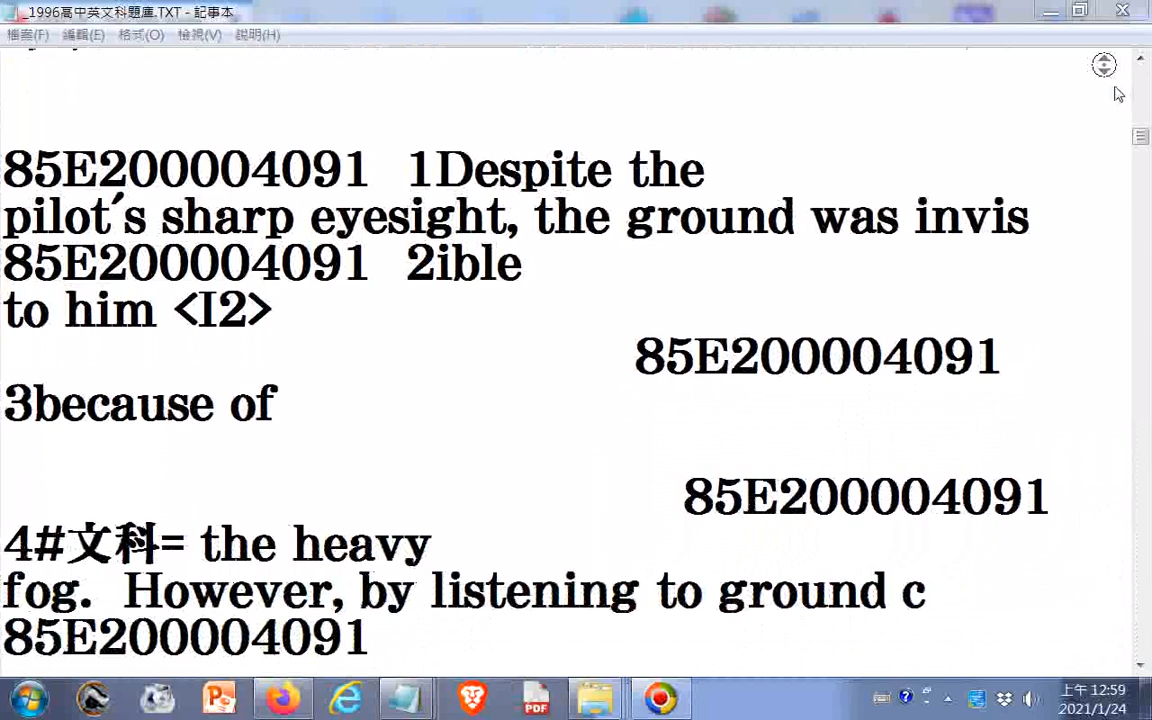 _1996高中英文科題庫.TXT - 記事本
檔案(F) 編輯(E) 格式(O) 檢視(V) 說明(H)
85E200004091 1Despite the
pilot's sharp eyesight, the ground was invis
85E200004091 2ible
to him <I2>
85E200004091
3because of
85E200004091
4#文科= the heavy
fog. However, by listening to ground c
85E200004091
PDF
上午 12:59
2021/1/24